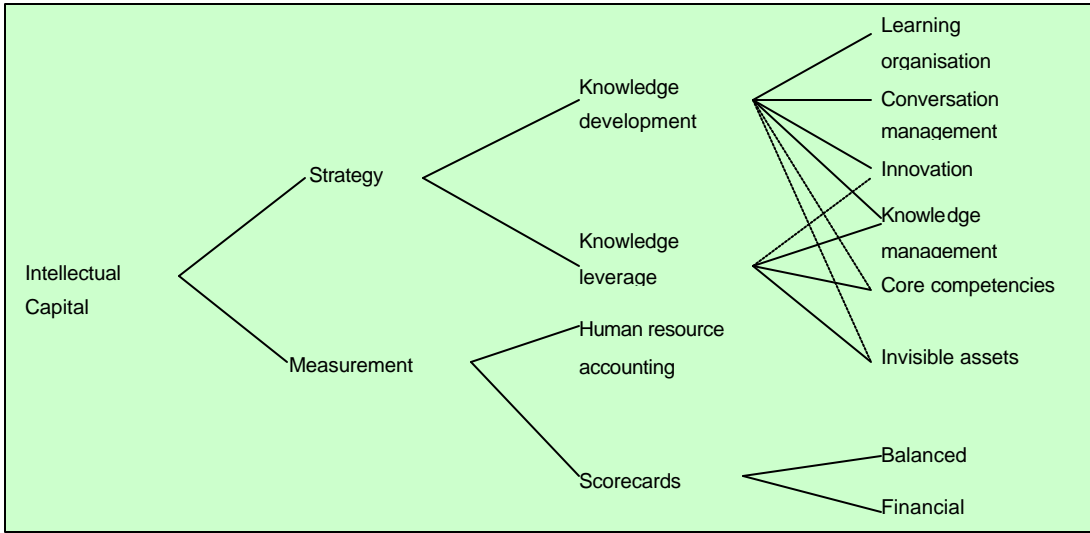 Learning
organisation
Knowledge
development
Conversation
management
Strategy
Innovation
Knowledge
management
Knowledge
leverage
Intellectual
Capital
Core competencies
Human resource
accounting
Measurement
Invisible assets
Balanced
Scorecards
Financial